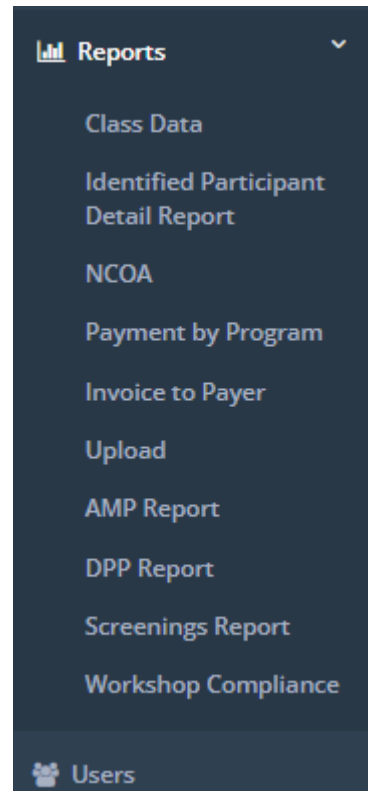 Reports
Class Data
Identified Participant
Detail Report
NCOA
Payment by Program
Invoice to Payer
Upload
AMP Report
DPP Report
Screenings Report
Workshop Compliance
Users